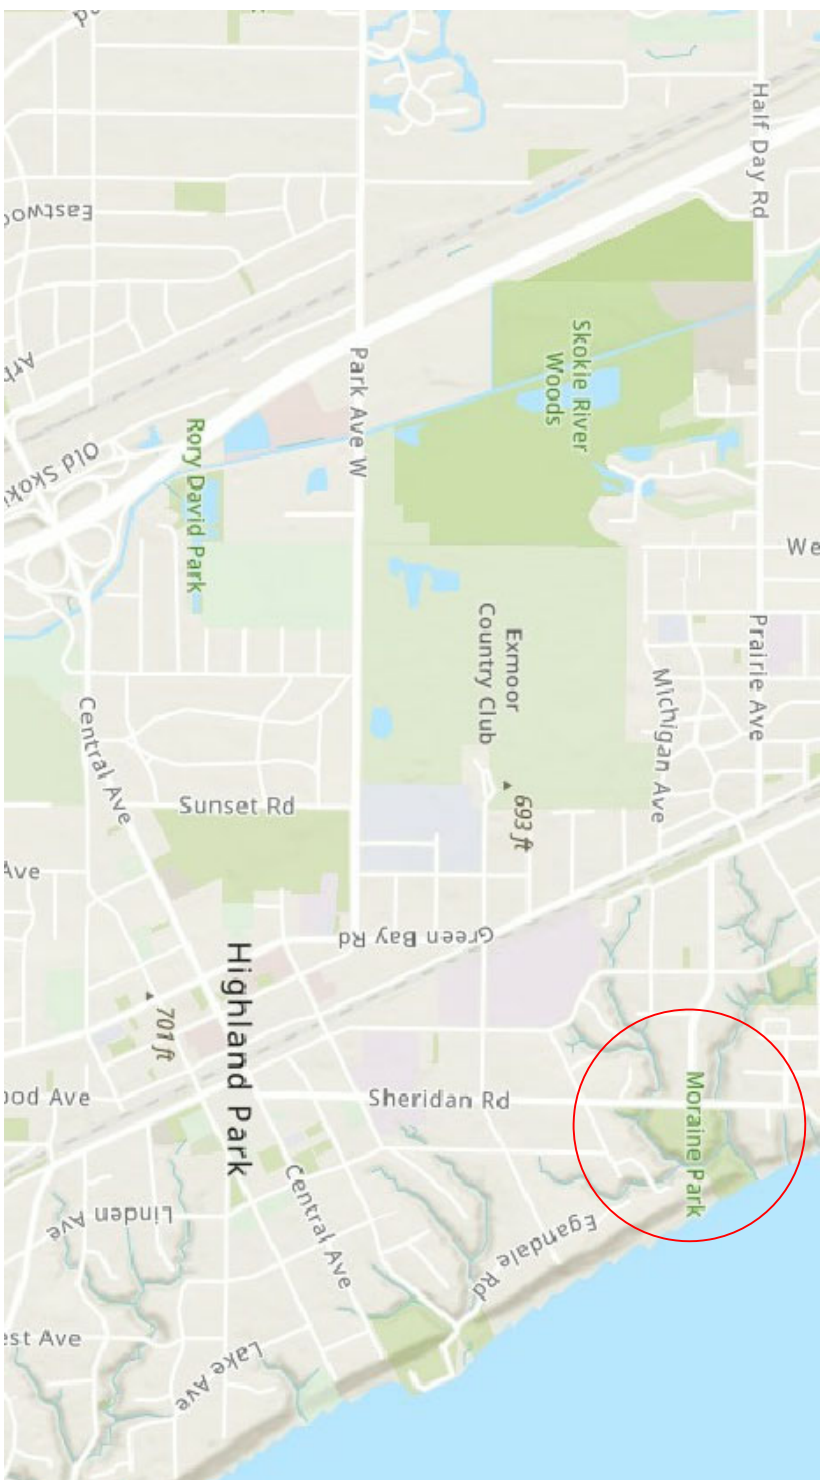 Half Day Rd
Eastwood
Skokie River
Woods
Park Ave W
Old Skoki
Rory David Park
We
Exmoor
Country Club
Prairie Ave
Michigan Ave
Central Ave
693 ft
Sunset Rd
Ave
Green Bay Rd
Highland Park
701 ft
ood Ave
Sheridan Rd
Moraine Park
Linden Ave
Central Ave
Egandale Rd
est Ave
Lake Ave